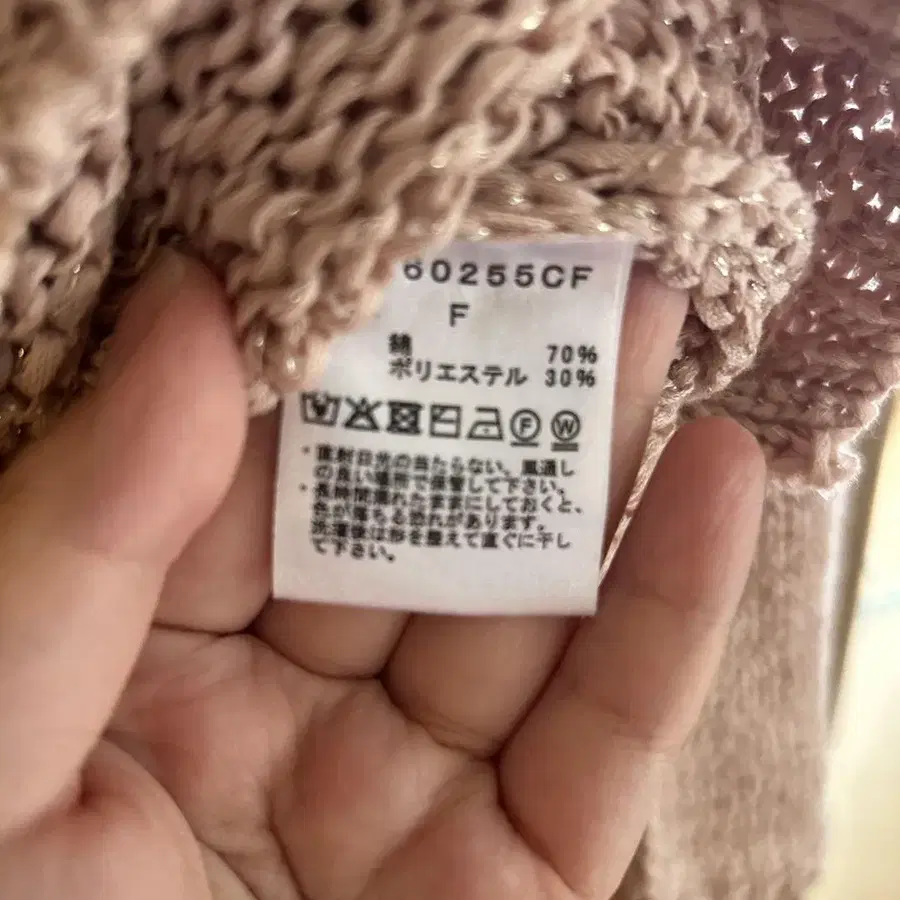 60255CF
F
綿 70%
ポリエステル 30%
F W
・直射日光の当たらない、風通し
の良い場所で保管して下さい。
・長時間濡れたままにしておくと、
色が落ちる恐れがあります。
洗濯後は形を整えて直ぐに干し
て下さい。